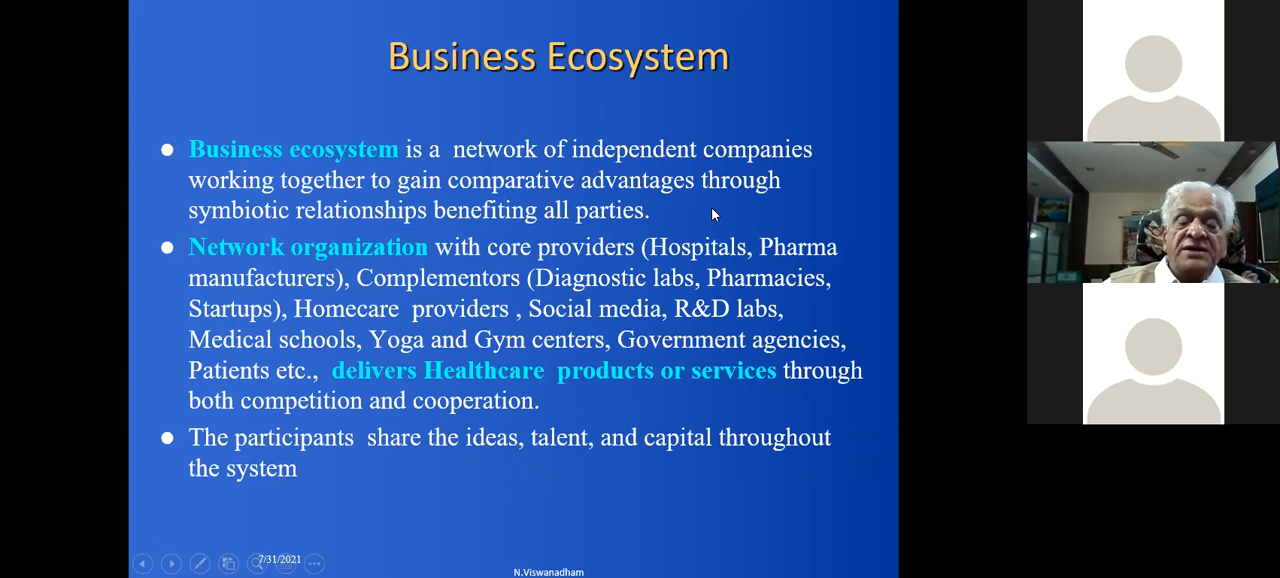 Business Ecosystem
Business ecosystem is a network of independent companies
working together to gain comparative advantages through
symbiotic relationships benefiting all parties.
Network organization with core providers (Hospitals, Pharma
manufacturers), Complementors (Diagnostic labs, Pharmacies,
Startups), Homecare providers , Social media, R&D labs,
Medical schools, Yoga and Gym centers, Government agencies,
Patients etc., delivers Healthcare products or services through
both competition and cooperation.
The participants share the ideas, talent, and capital throughout
the system
7/31/2021
N.Viswanadham